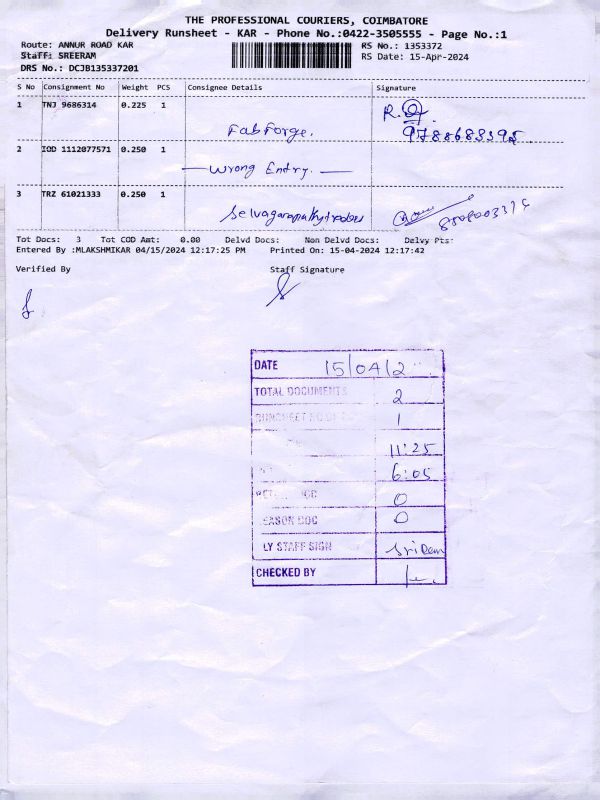 THE PROFESSIONAL COURIERS, COIMBATORE
Delivery Runsheet - KAR - Phone No.:0422-3505555 - Page No.:1
Route: ANNUR ROAD KAR
RS No.: 1353372
Staff: SREERAM
RS Date: 15-Apr-2024
DRS No.: DCJB135337201
S No Consignment No Weight PCS Consignee Details Signature
1 TNJ 9686314 0.225 1
Fab Forge.
R.
9788683395
2 IOD 1112077571 0.250 1
Wrong Entry.
3 TRZ 61021333 0.250 1
Tot Docs: 3 Tot COD Amt: 0.00 Delvd Docs: Non Delvd Docs: Delvy Pts:
Entered By :MLAKSHMIKAR 04/15/2024 12:17:25 PM Printed On: 15-04-2024 12:17:42
Verified By Staff Signature
DATE 15/04/2
TOTAL DOCUMENTS 2
1
11:25
6:05
0
0
LY STAFF SIGN
CHECKED BY